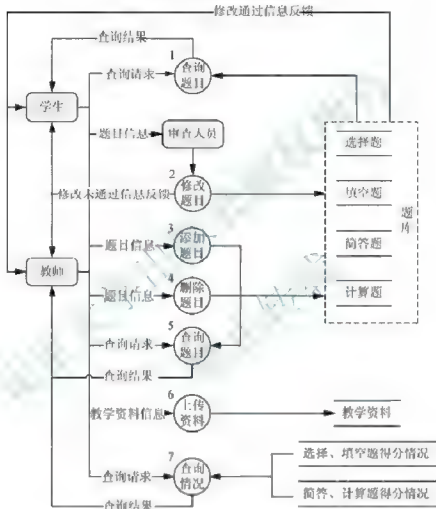 修改通过信息反馈
查询结果
1
查询请求
查询
题目
学生
题目信息
审查人员
选择题
2
修改未通过信息反馈
修改
题目
填空题
题库
3
题目信息
添加
题目
简答题
教师
4
题目信息
删除
题目
计算题
5
查询请求
查询
题目
查询结果
6
教学资料信息
上传
资料
教学资料
7
选择、填空题得分情况
查询请求
查询
情况
简答、计算题得分情况
查询结果